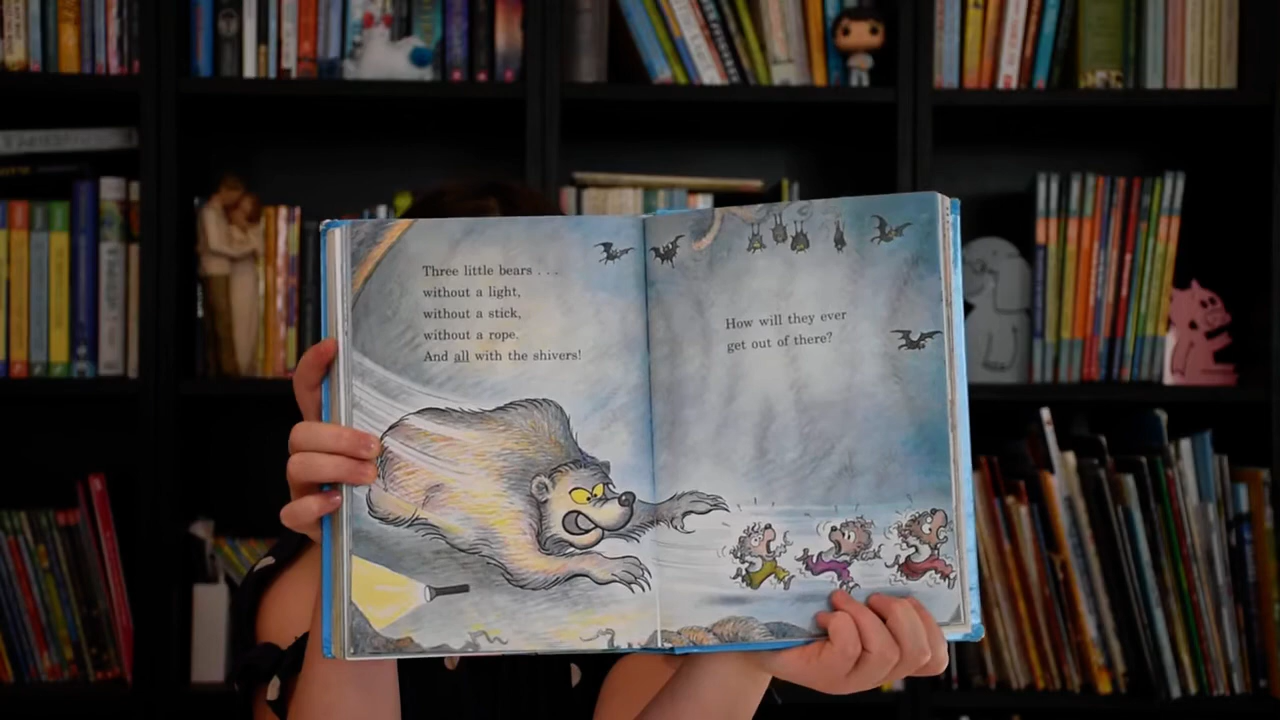 Three little bears . . .
without a light,
without a stick,
without a rope.
And all with the shivers!
How will they ever
get out of there?